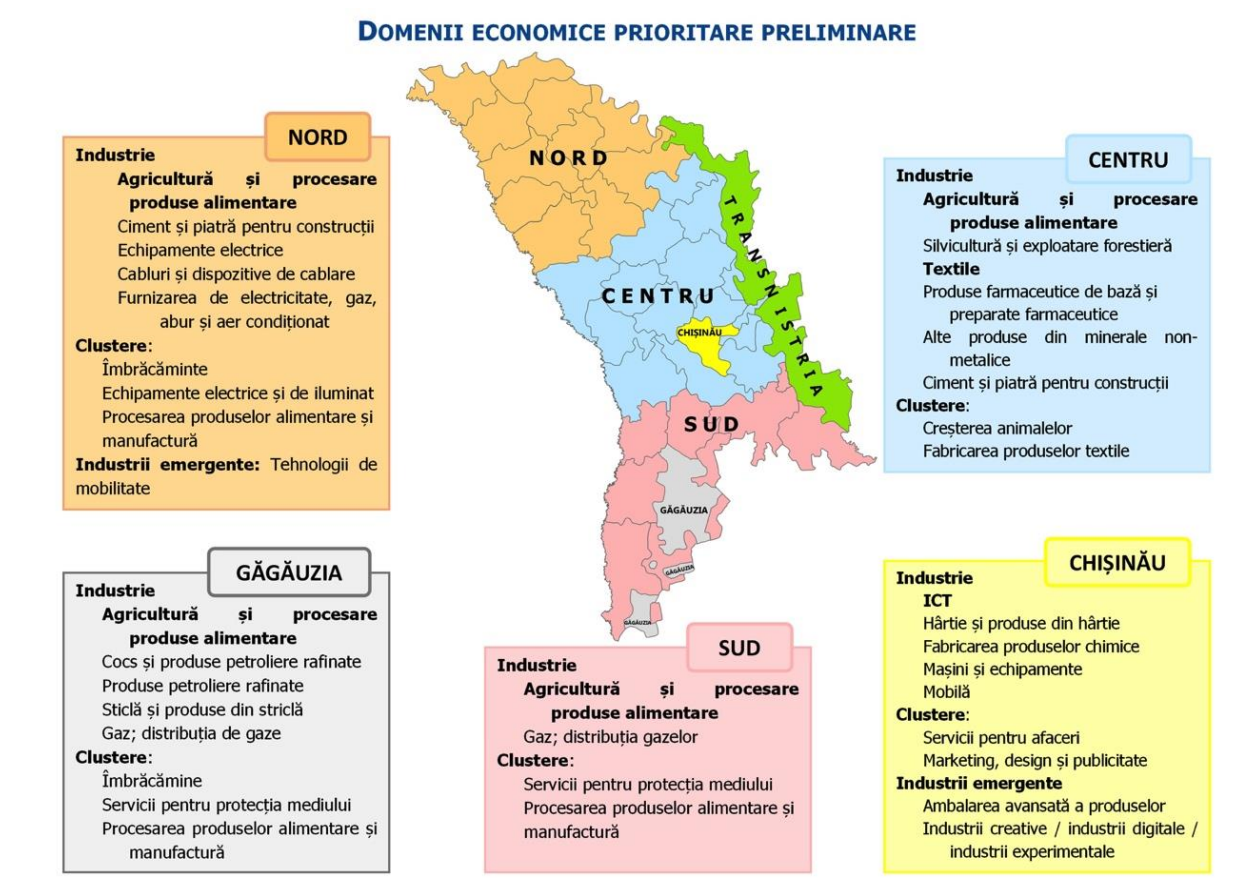 DOMENII ECONOMICE PRIORITARE PRELIMINARE
NORD
Industrie
Agricultură și procesare
produse alimentare
Ciment și piatră pentru construcții
Echipamente electrice
Cabluri și dispozitive de cablare
Furnizarea de electricitate, gaz,
abur și aer condiționat
Clustere:
Îmbrăcăminte
Echipamente electrice și de iluminat
Procesarea produselor alimentare și
manufactură
Industrii emergente: Tehnologii de
mobilitate
NORD
CENTRU
CHIȘINĂU
TRANSNISTRIA
SUD
GĂGĂUZIA
GĂGĂUZIA
GĂGĂUZIA
CENTRU
Industrie
Agricultură și procesare
produse alimentare
Silvicultură și exploatare forestieră
Textile
Produse farmaceutice de bază și
preparate farmaceutice
Alte produse din minerale non-
metalice
Ciment și piatră pentru construcții
Clustere:
Creșterea animalelor
Fabricarea produselor textile
GĂGĂUZIA
Industrie
Agricultură și procesare
produse alimentare
Cocs și produse petroliere rafinate
Produse petroliere rafinate
Sticlă și produse din striclă
Gaz; distribuția de gaze
Clustere:
Îmbrăcămine
Servicii pentru protecția mediului
Procesarea produselor alimentare și
manufactură
SUD
Industrie
Agricultură și procesare
produse alimentare
Gaz; distribuția gazelor
Clustere:
Servicii pentru protecția mediului
Procesarea produselor alimentare și
manufactură
CHIȘINĂU
Industrie
ICT
Hârtie și produse din hârtie
Fabricarea produselor chimice
Mașini și echipamente
Mobilă
Clustere:
Servicii pentru afaceri
Marketing, design și publicitate
Industrii emergente
Ambalarea avansată a produselor
Industrii creative / industrii digitale /
industrii experimentale